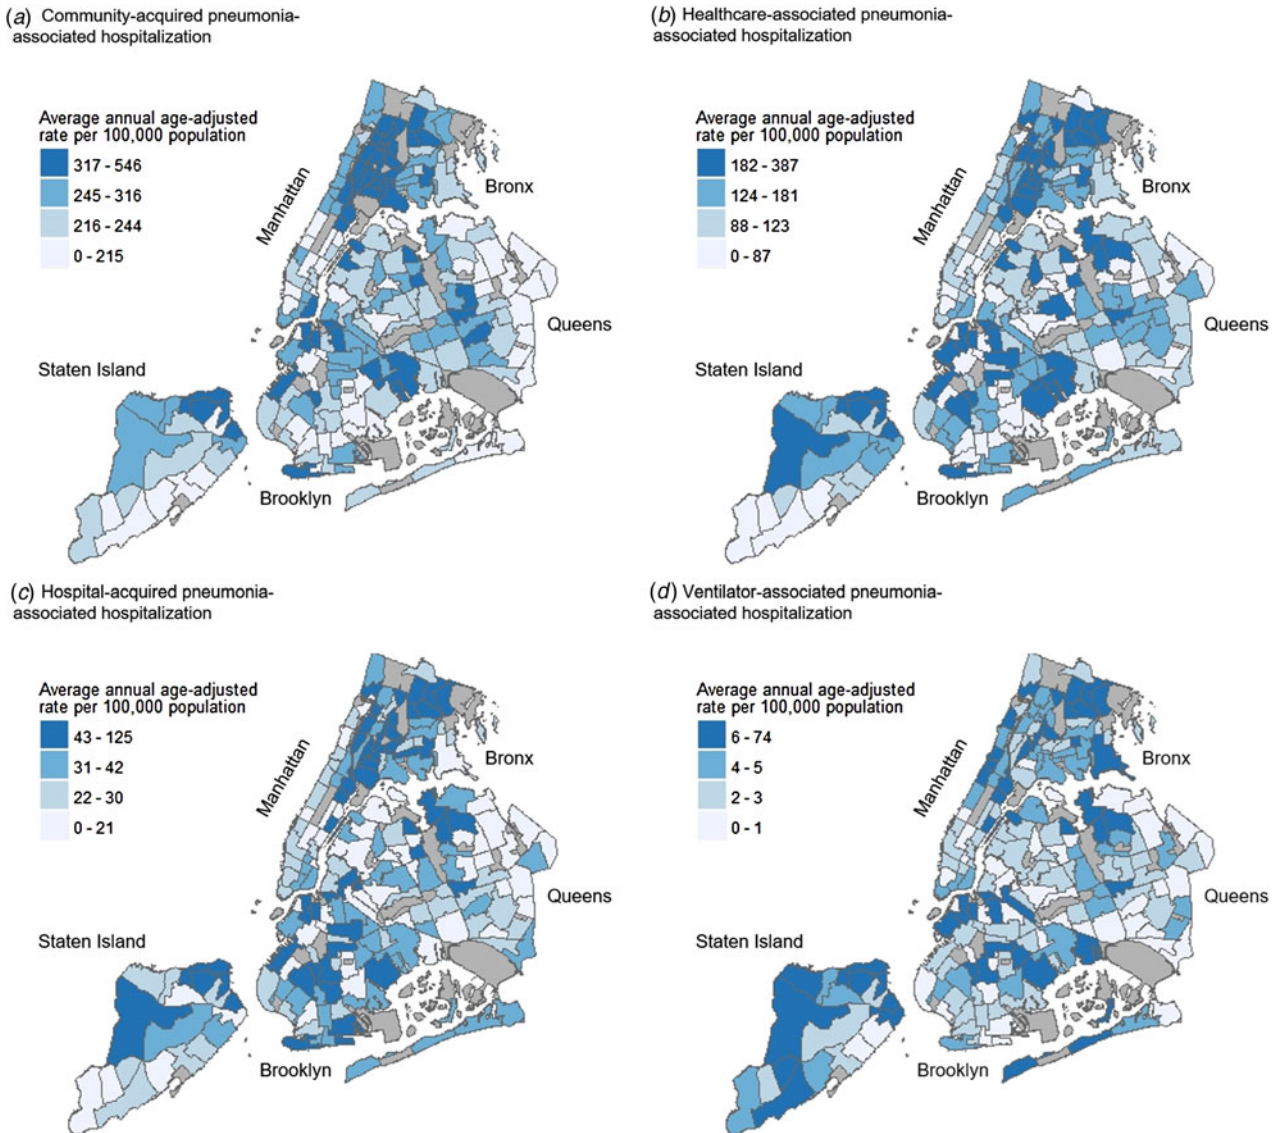 (a) Community-acquired pneumonia-
associated hospitalization
Average annual age-adjusted
rate per 100,000 population
317 - 546
245 - 316
216 - 244
0 - 215
Manhattan
Bronx
Queens
Staten Island
Brooklyn
(b) Healthcare-associated pneumonia-
associated hospitalization
Average annual age-adjusted
rate per 100,000 population
182 - 387
124 - 181
88 - 123
0 - 87
Manhattan
Bronx
Queens
Staten Island
Brooklyn
(c) Hospital-acquired pneumonia-
associated hospitalization
Average annual age-adjusted
rate per 100,000 population
43 - 125
31 - 42
22 - 30
0 - 21
Manhattan
Bronx
Queens
Staten Island
Brooklyn
(d) Ventilator-associated pneumonia-
associated hospitalization
Average annual age-adjusted
rate per 100,000 population
6 - 74
4 - 5
2 - 3
0 - 1
Manhattan
Bronx
Queens
Staten Island
Brooklyn